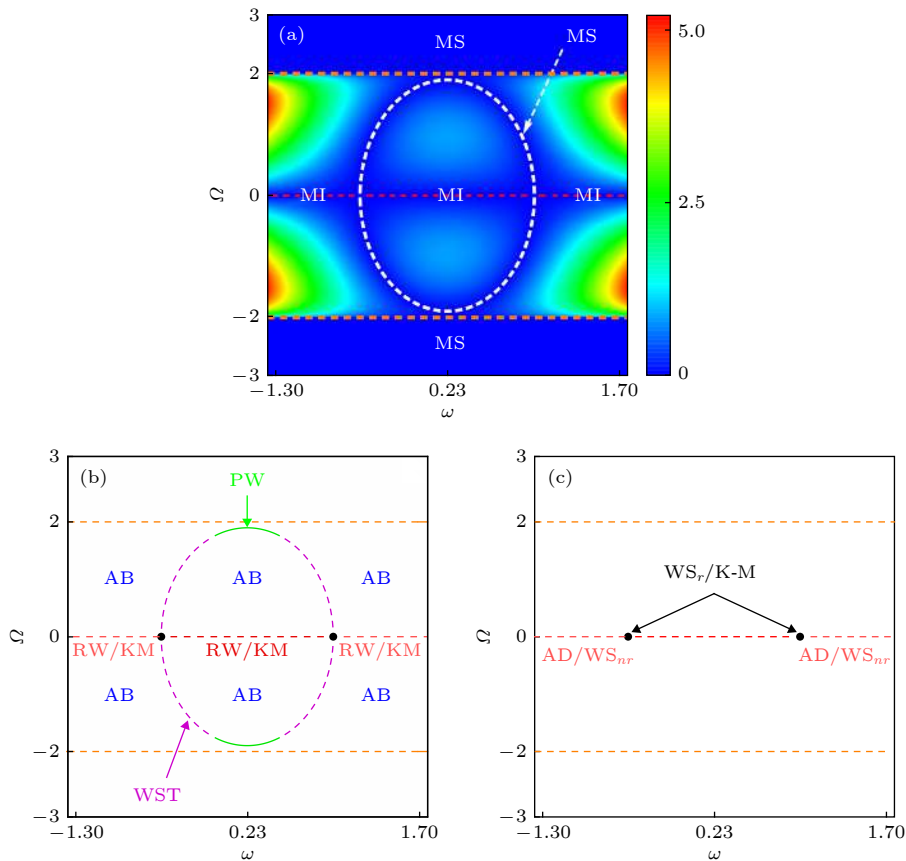 3
(a)
MS
MS
5.0
2
Ω
0
MI
MI
MI
2.5
−2
MS
−3
0
−1.30
0.23
1.70
ω
3
(b)
PW
2
AB
AB
AB
Ω
0
RW/KM
RW/KM
RW/KM
AB
AB
AB
−2
WST
−3
−1.30
0.23
1.70
ω
3
(c)
2
WSr/K-M
Ω
0
AD/WSnr
AD/WSnr
−2
−3
−1.30
0.23
1.70
ω